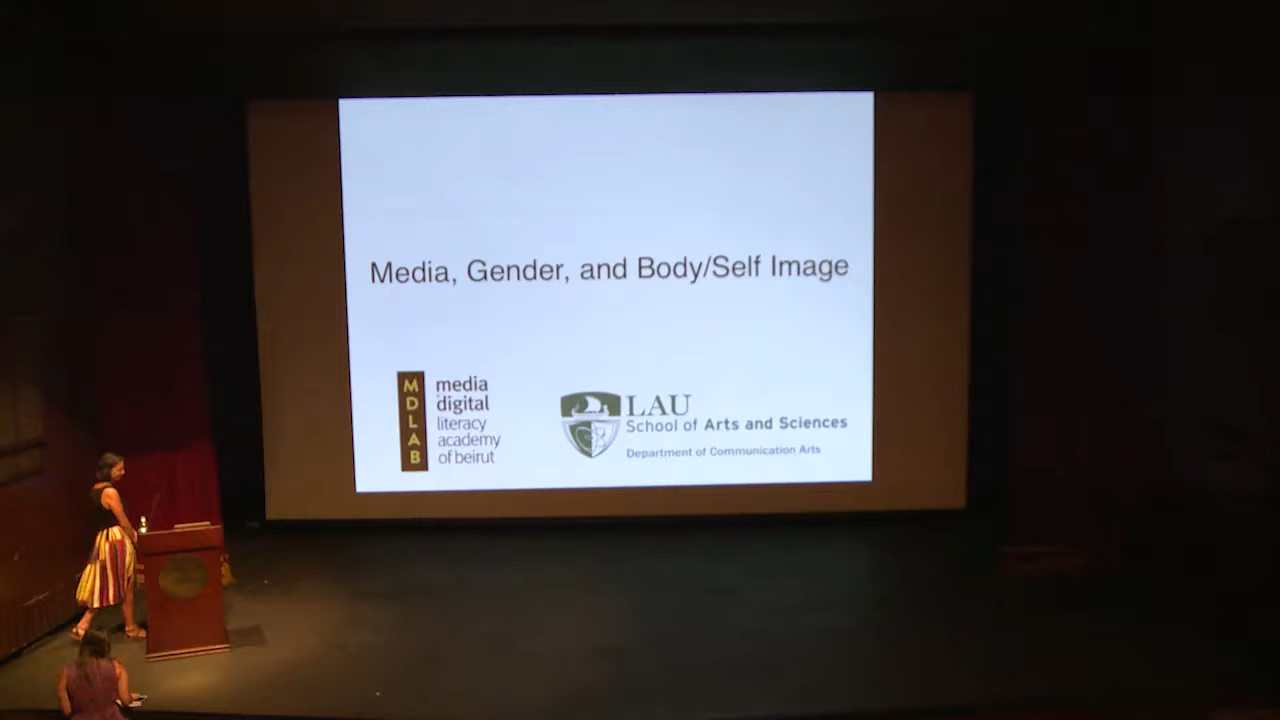 Media, Gender, and Body/Self Image
MDLAB
media
digital
literacy
academy
of beirut
LAU
School of Arts and Sciences
Department of Communication Arts